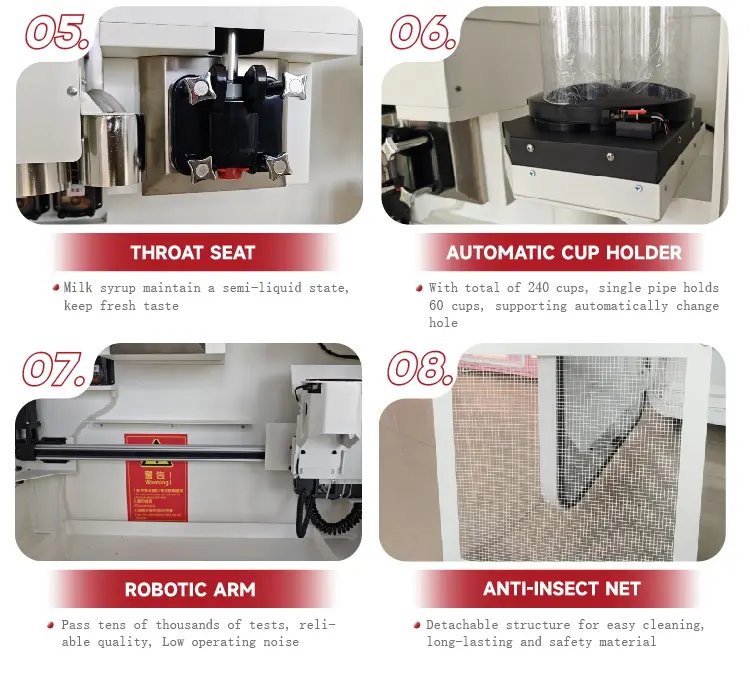 05.
THROAT SEAT
Milk syrup maintain a semi-liquid state,
keep fresh taste
06.
AUTOMATIC CUP HOLDER
With total of 240 cups, single pipe holds
60 cups, supporting automatically change
hole
07.
警告!
Warning!
ROBOTIC ARM
Pass tens of thousands of tests, reli-
able quality, Low operating noise
08.
ANTI-INSECT NET
Detachable structure for easy cleaning,
long-lasting and safety material